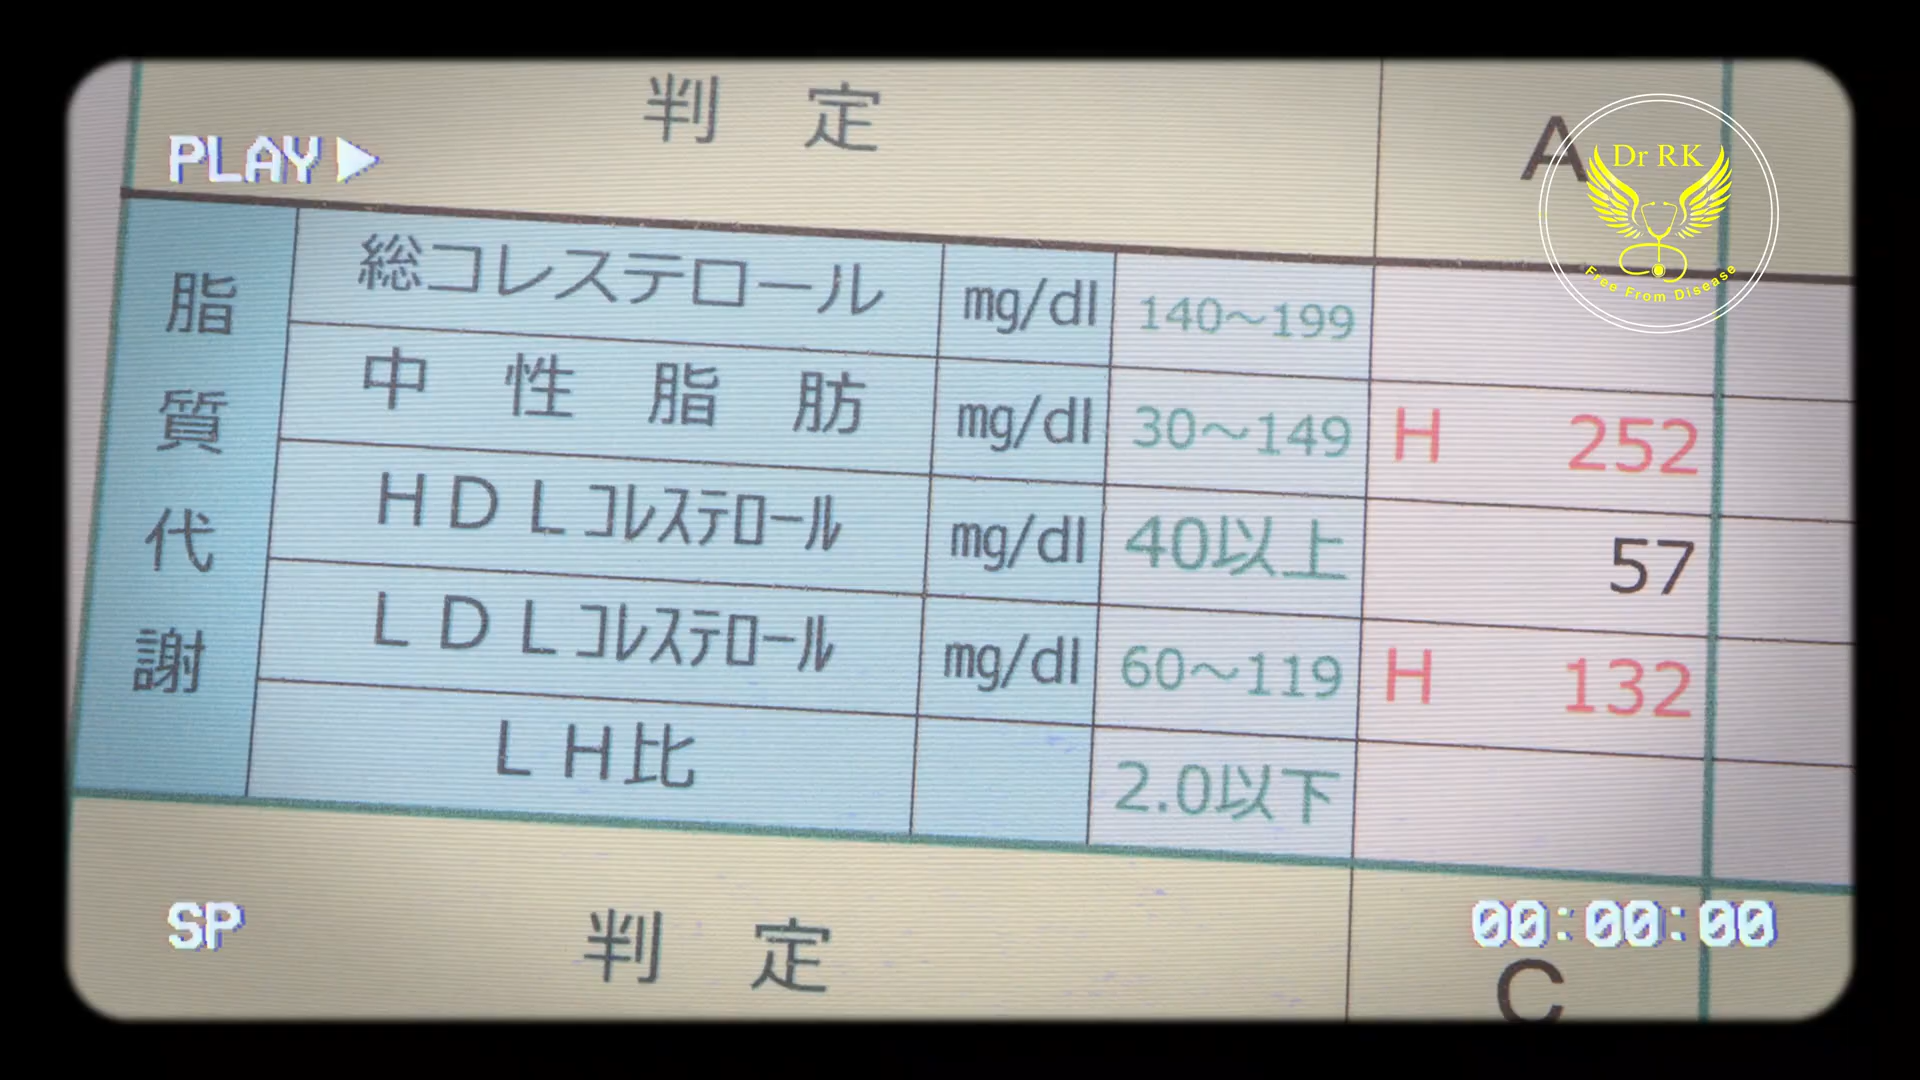 判 定
A
PLAY
Dr RK
Free From Disease
脂質代謝
総コレステロール mg/dl 140～199
中 性 脂 肪 mg/dl 30～149 H 252
ＨＤＬｺﾚｽﾃﾛｰﾙ mg/dl 40以上 57
ＬＤＬｺﾚｽﾃﾛｰﾙ mg/dl 60～119 H 132
ＬＨ比 2.0以下
SP
00:00:00
判 定
C